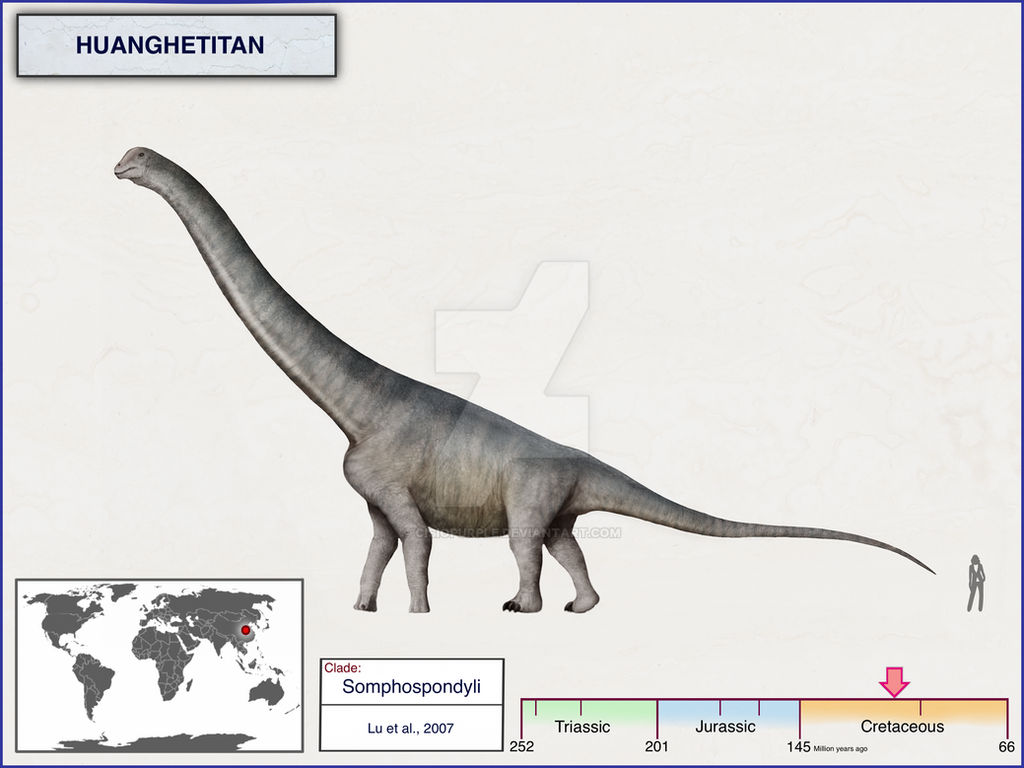 HUANGHETITAN
Clade:
Somphospondyli
Lu et al., 2007
Triassic
Jurassic
Cretaceous
252
201
145
Million years ago
66